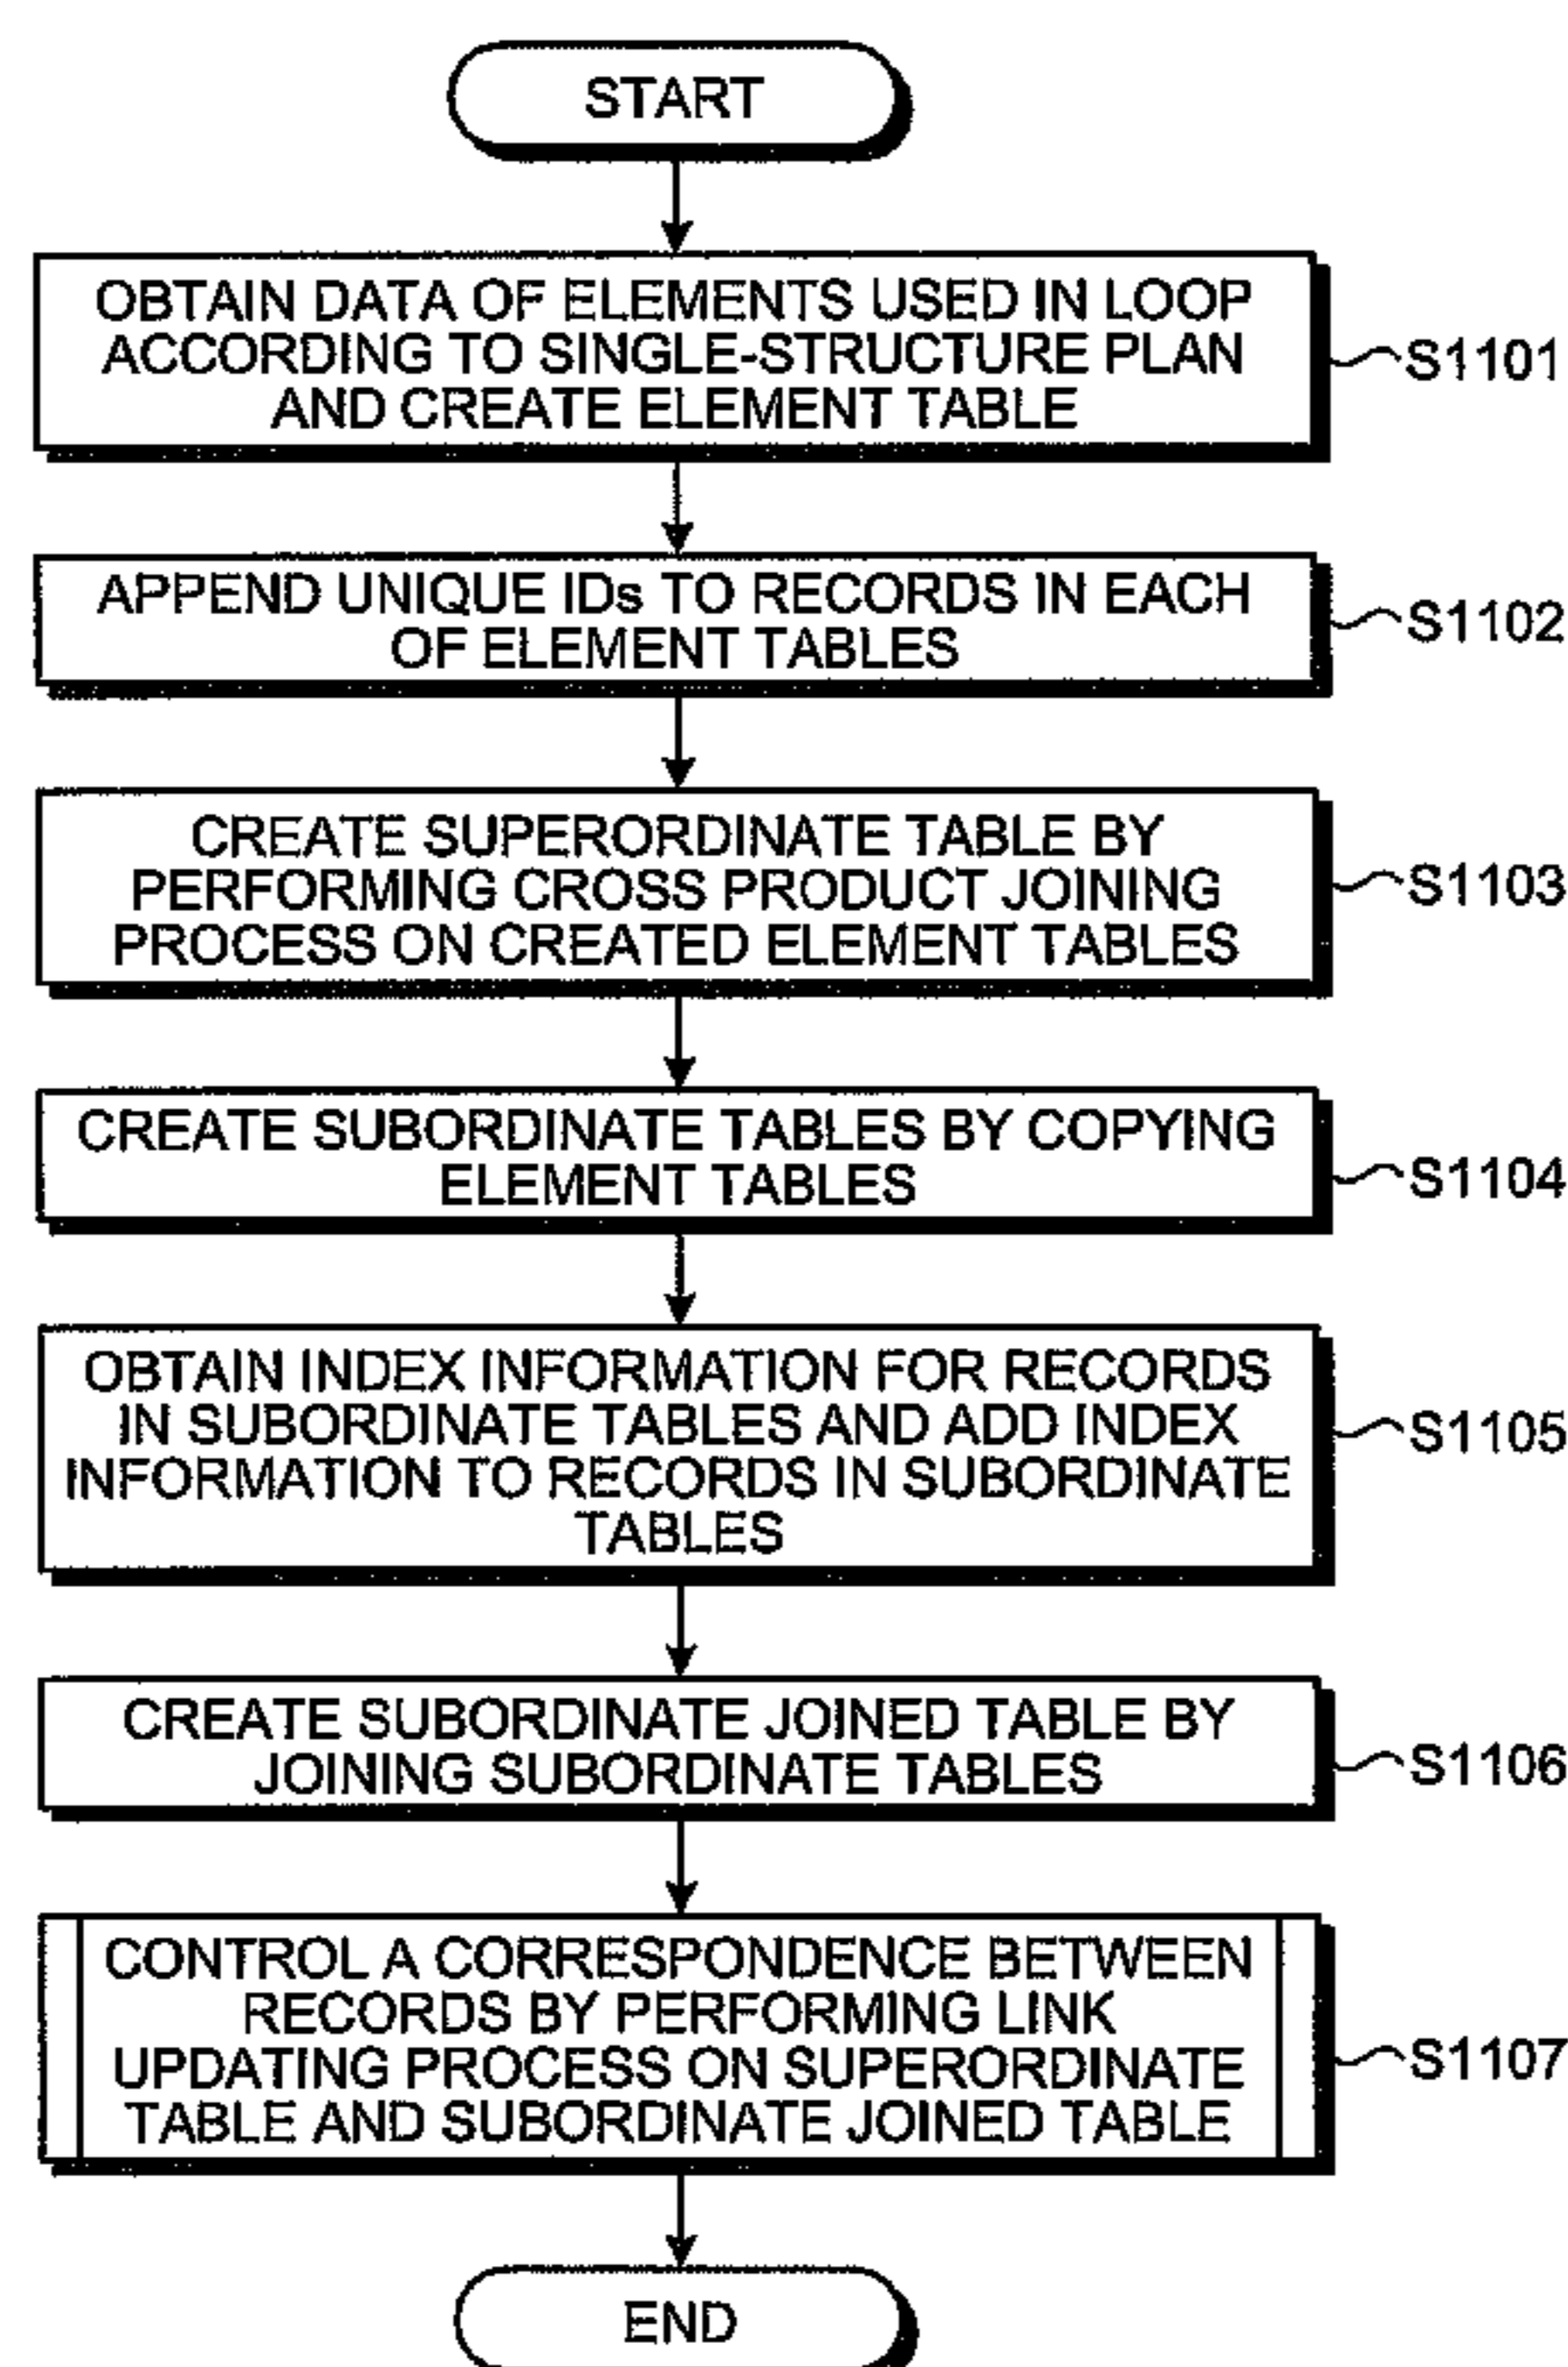 START
OBTAIN DATA OF ELEMENTS USED IN LOOP
ACCORDING TO SINGLE-STRUCTURE PLAN
AND CREATE ELEMENT TABLE
S1101
APPEND UNIQUE IDs TO RECORDS IN EACH
OF ELEMENT TABLES
S1102
CREATE SUPERORDINATE TABLE BY
PERFORMING CROSS PRODUCT JOINING
PROCESS ON CREATED ELEMENT TABLES
S1103
CREATE SUBORDINATE TABLES BY COPYING
ELEMENT TABLES
S1104
OBTAIN INDEX INFORMATION FOR RECORDS
IN SUBORDINATE TABLES AND ADD INDEX
INFORMATION TO RECORDS IN SUBORDINATE
TABLES
S1105
CREATE SUBORDINATE JOINED TABLE BY
JOINING SUBORDINATE TABLES
S1106
CONTROL A CORRESPONDENCE BETWEEN
RECORDS BY PERFORMING LINK
UPDATING PROCESS ON SUPERORDINATE
TABLE AND SUBORDINATE JOINED TABLE
S1107
END